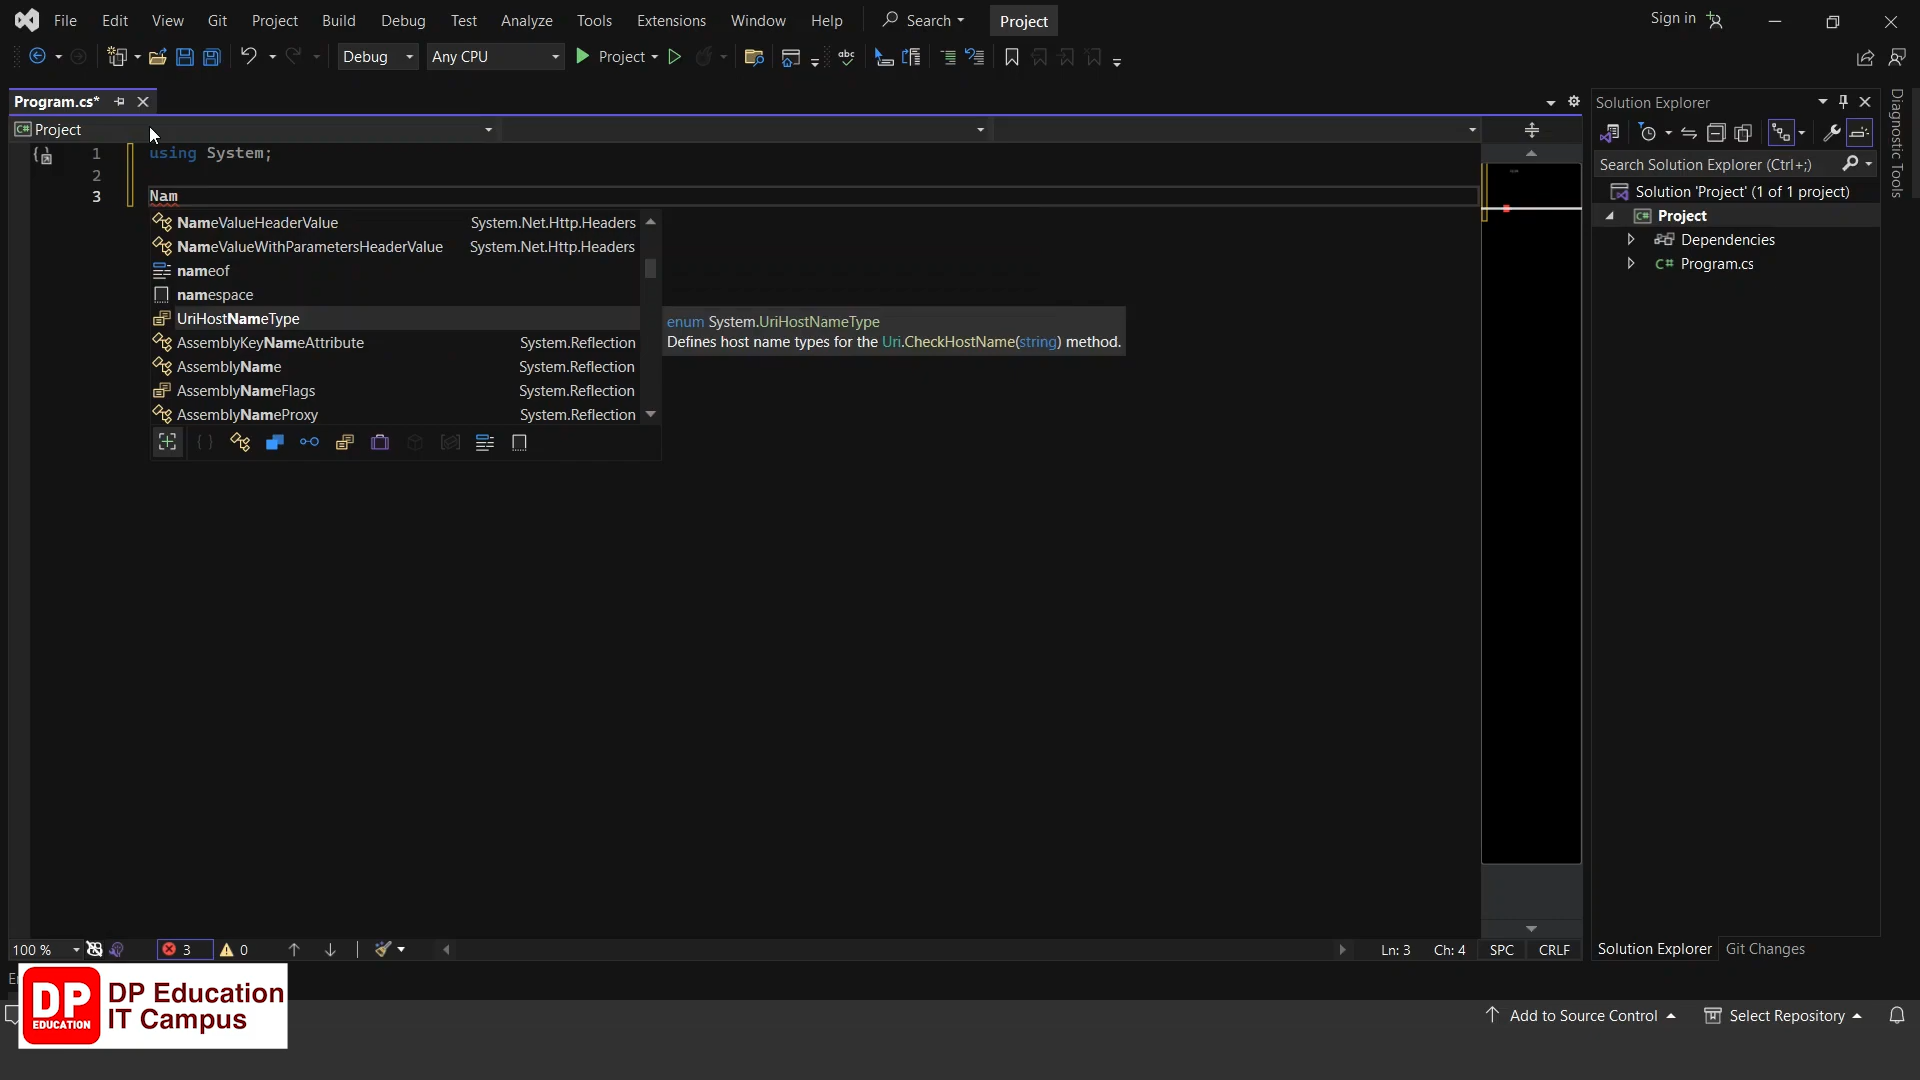 File Edit View Git Project Build Debug Test Analyze Tools Extensions Window Help Search Project Sign in
Debug Any CPU Project
Program.cs*
Project
1 using System;
2
3 Nam
NameValueHeaderValue System.Net.Http.Headers
NameValueWithParametersHeaderValue System.Net.Http.Headers
nameof
namespace
UriHostNameType
AssemblyKeyNameAttribute System.Reflection
AssemblyName System.Reflection
AssemblyNameFlags System.Reflection
AssemblyNameProxy System.Reflection
enum System.UriHostNameType
Defines host name types for the Uri.CheckHostName(string) method.
Solution Explorer
Search Solution Explorer (Ctrl+;)
Solution 'Project' (1 of 1 project)
Project
Dependencies
C# Program.cs
Diagnostic Tools
100 % 3 0 Ln: 3 Ch: 4 SPC CRLF
Solution Explorer Git Changes
DP
EDUCATION
DP Education
IT Campus
Add to Source Control Select Repository